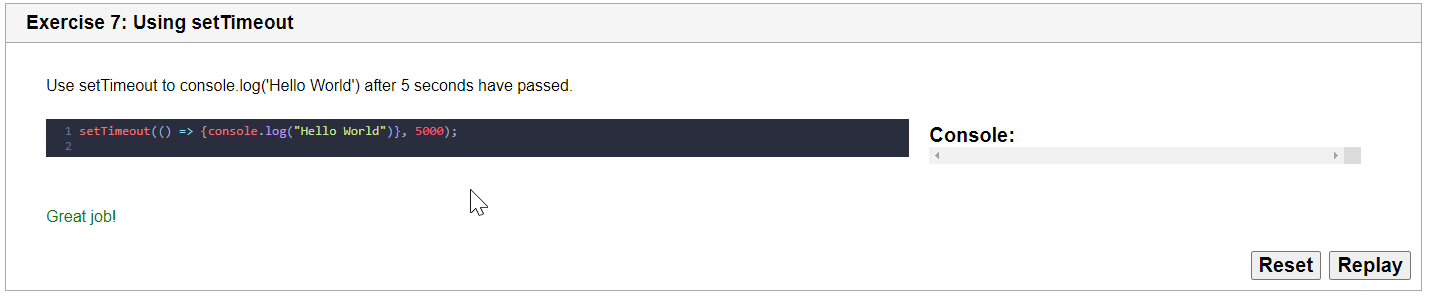 Exercise 7: Using setTimeout
Use setTimeout to console.log('Hello World') after 5 seconds have passed.
1 setTimeout(() => {console.log("Hello World")}, 5000);
2
Console:
Great job!
Reset Replay